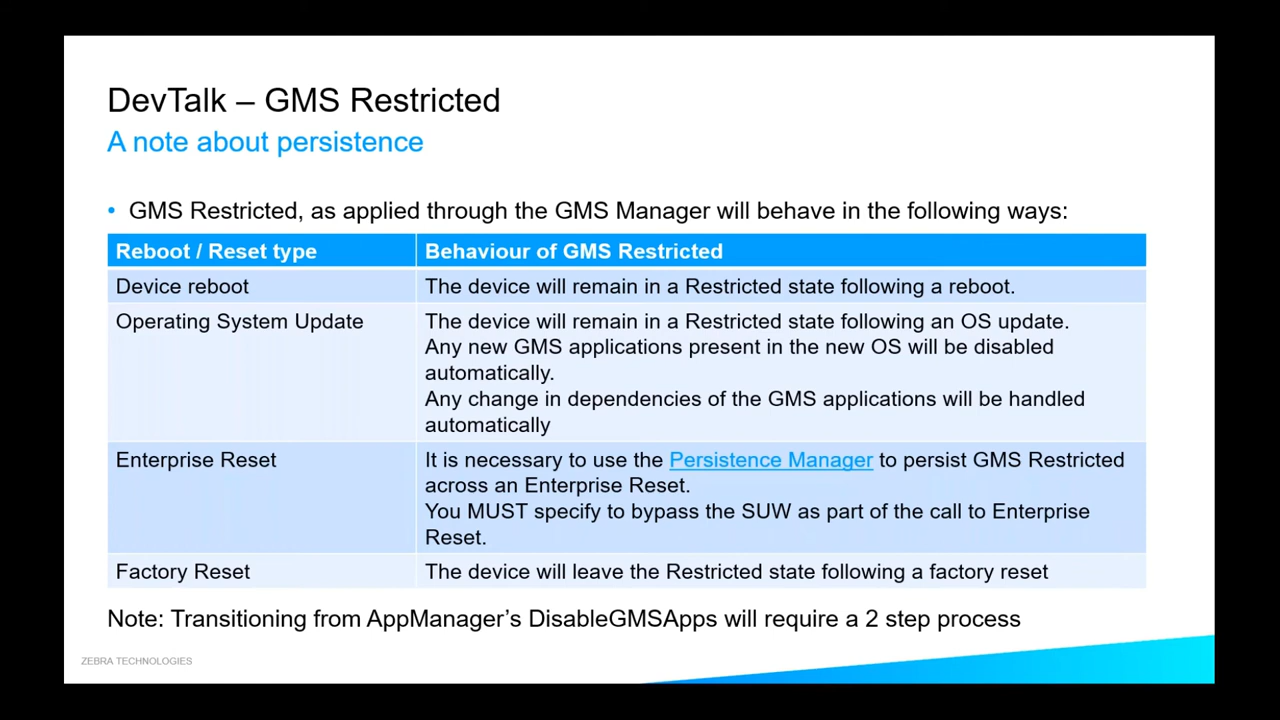 DevTalk – GMS Restricted
A note about persistence
• GMS Restricted, as applied through the GMS Manager will behave in the following ways:
Reboot / Reset type
Behaviour of GMS Restricted
Device reboot
The device will remain in a Restricted state following a reboot.
Operating System Update
The device will remain in a Restricted state following an OS update.
Any new GMS applications present in the new OS will be disabled
automatically.
Any change in dependencies of the GMS applications will be handled
automatically
Enterprise Reset
It is necessary to use the Persistence Manager to persist GMS Restricted
across an Enterprise Reset.
You MUST specify to bypass the SUW as part of the call to Enterprise
Reset.
Factory Reset
The device will leave the Restricted state following a factory reset
Note: Transitioning from AppManager’s DisableGMSApps will require a 2 step process
ZEBRA TECHNOLOGIES